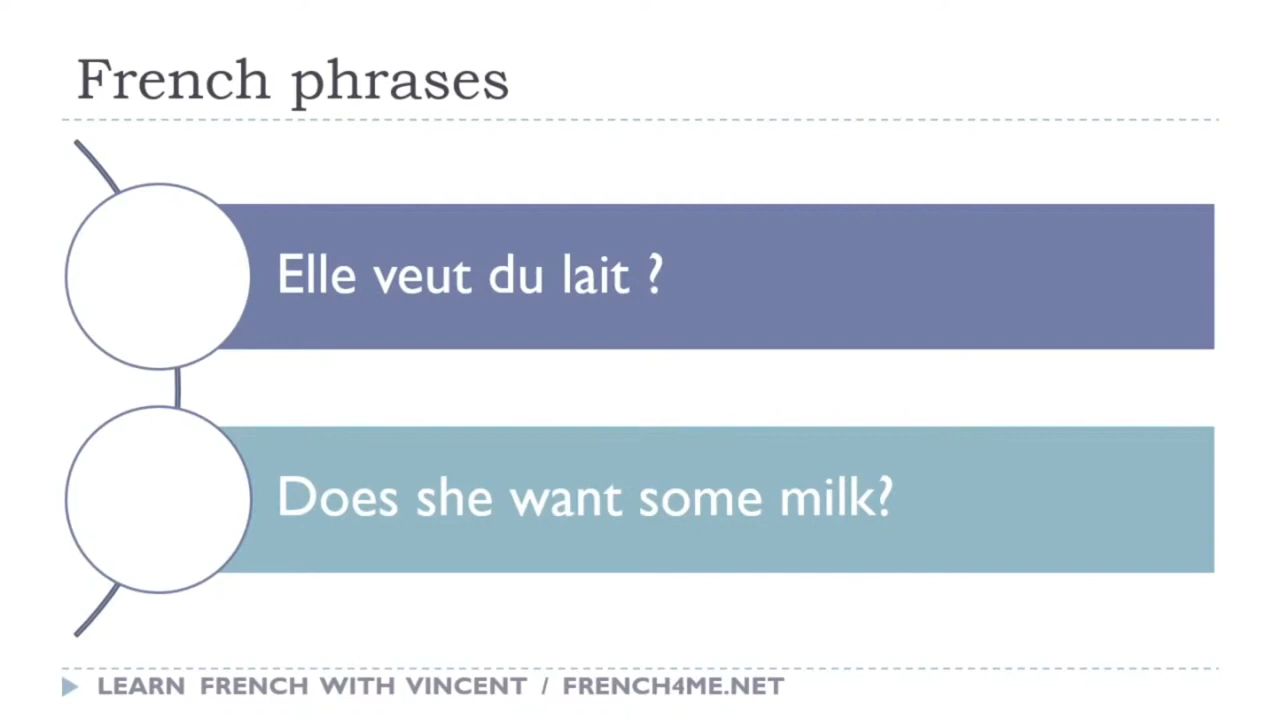 French phrases
Elle veut du lait ?
Does she want some milk?
LEARN FRENCH WITH VINCENT / FRENCH4ME.NET